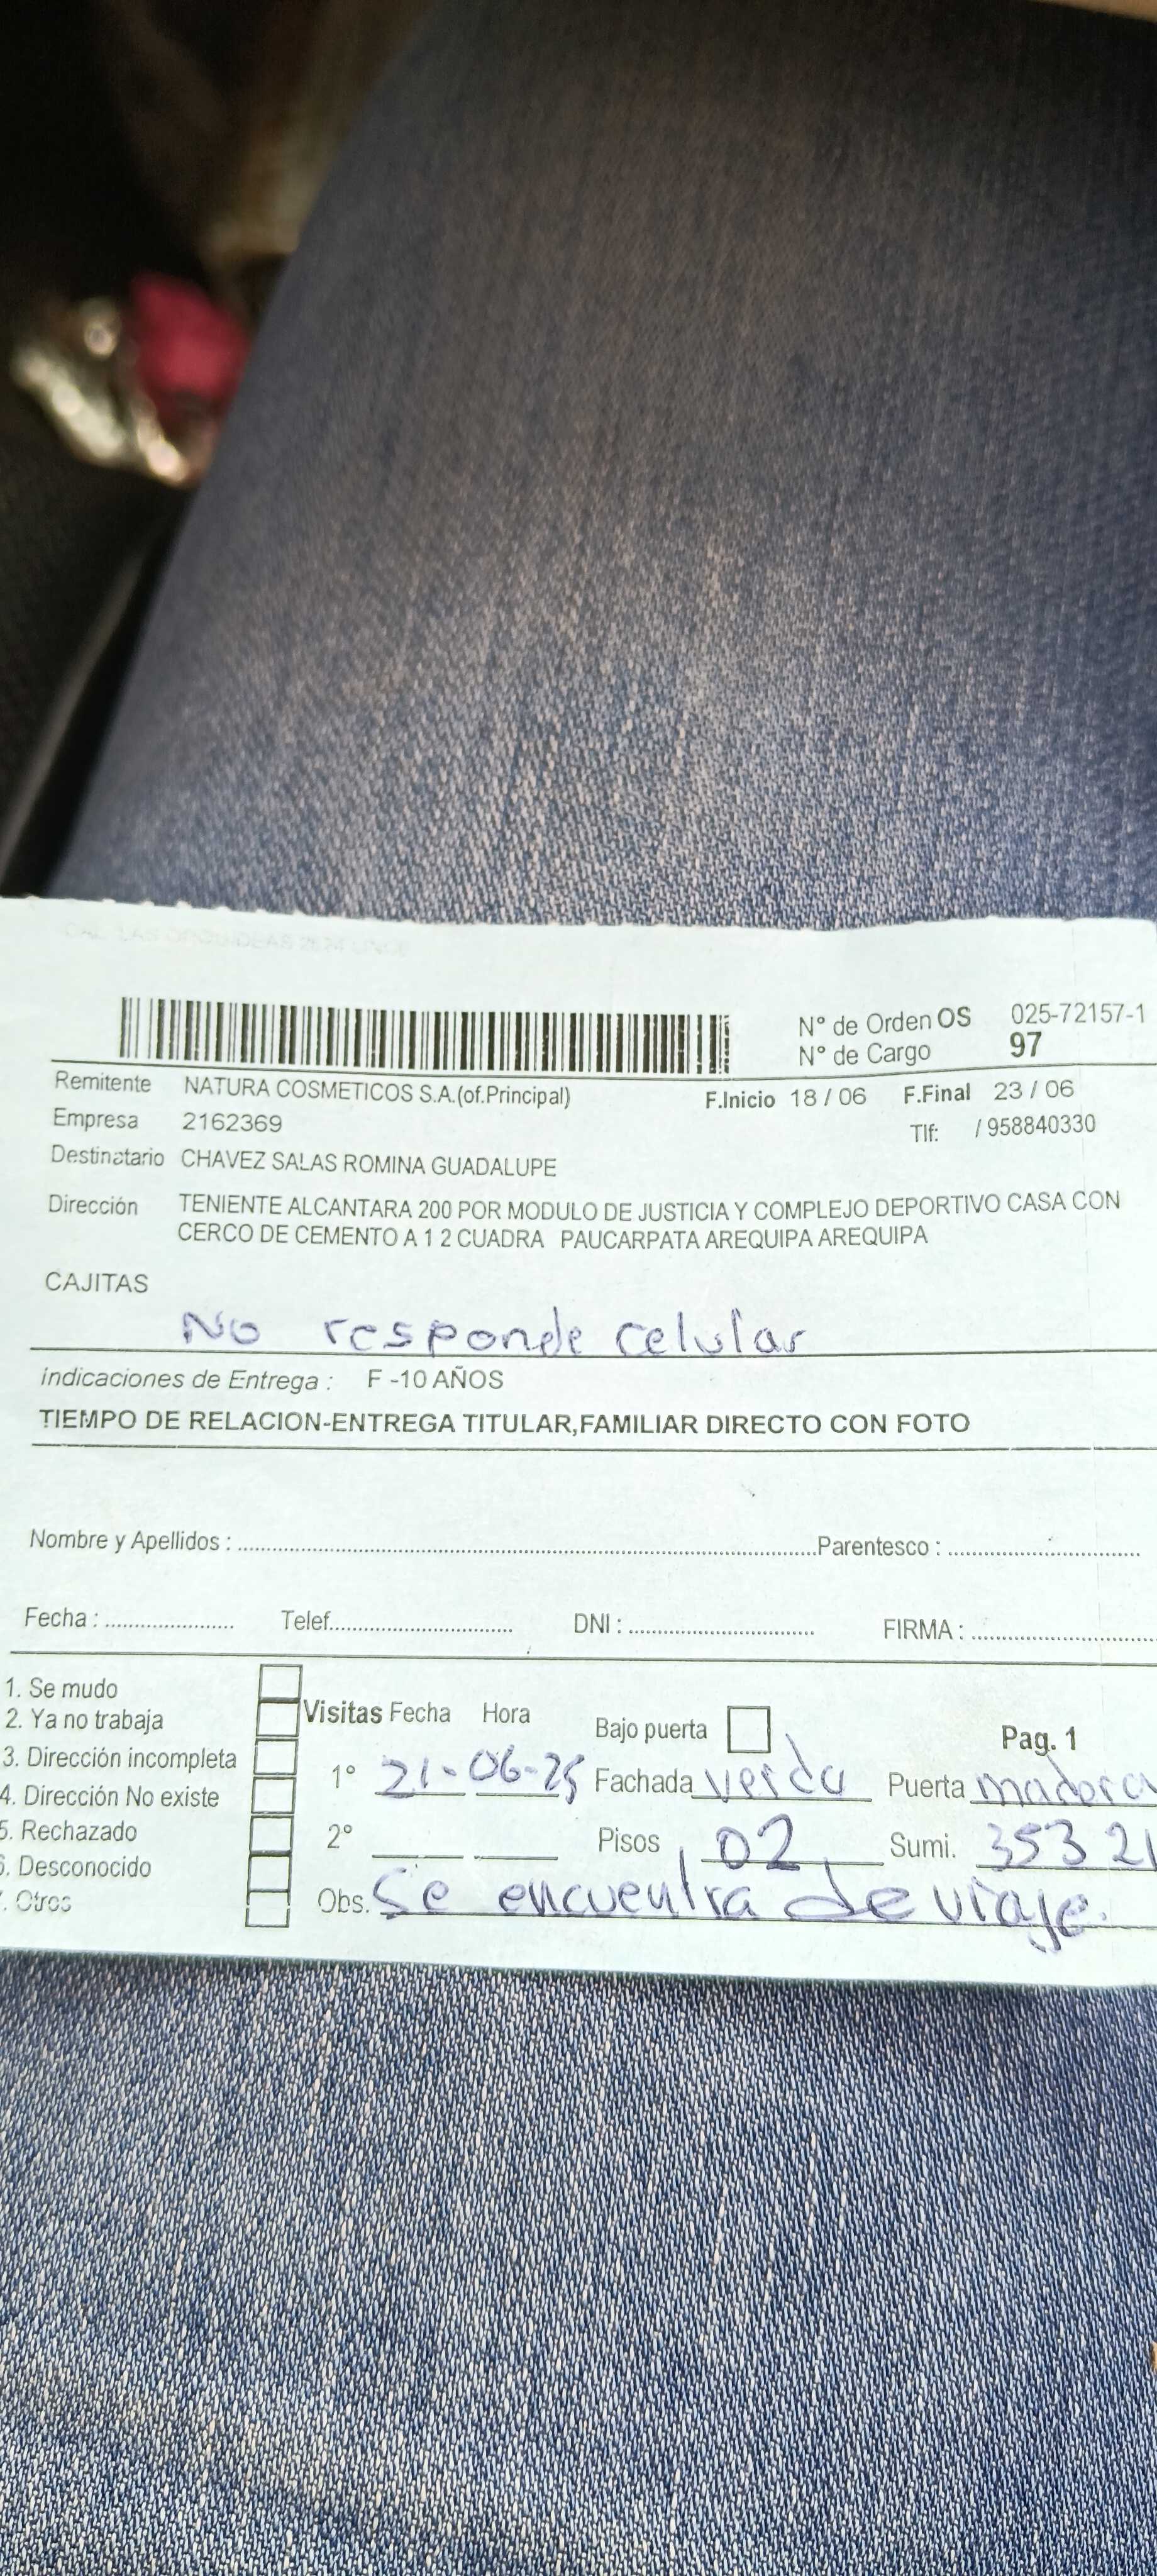 N° de Orden OS 025-72157-1
N° de Cargo 97
Remitente NATURA COSMETICOS S.A.(of.Principal) F.Inicio 18 / 06 F.Final 23 / 06
Empresa 2162369 Tlf: / 958840330
Destinatario CHAVEZ SALAS ROMINA GUADALUPE
Dirección TENIENTE ALCANTARA 200 POR MODULO DE JUSTICIA Y COMPLEJO DEPORTIVO CASA CON
CERCO DE CEMENTO A 1 2 CUADRA PAUCARPATA AREQUIPA AREQUIPA
CAJITAS
No responde celular
indicaciones de Entrega : F -10 AÑOS
TIEMPO DE RELACION-ENTREGA TITULAR,FAMILIAR DIRECTO CON FOTO
Nombre y Apellidos : Parentesco :
Fecha : Telef. DNI : FIRMA :
1. Se mudo
2. Ya no trabaja Visitas Fecha Hora Bajo puerta Pag. 1
3. Dirección incompleta 1° 21-06-25 Fachada verde Puerta madera
4. Dirección No existe
5. Rechazado 2° Pisos 02 Sumi. 353 21
6. Desconocido
. Otros Obs. Se encuentra de viaje.